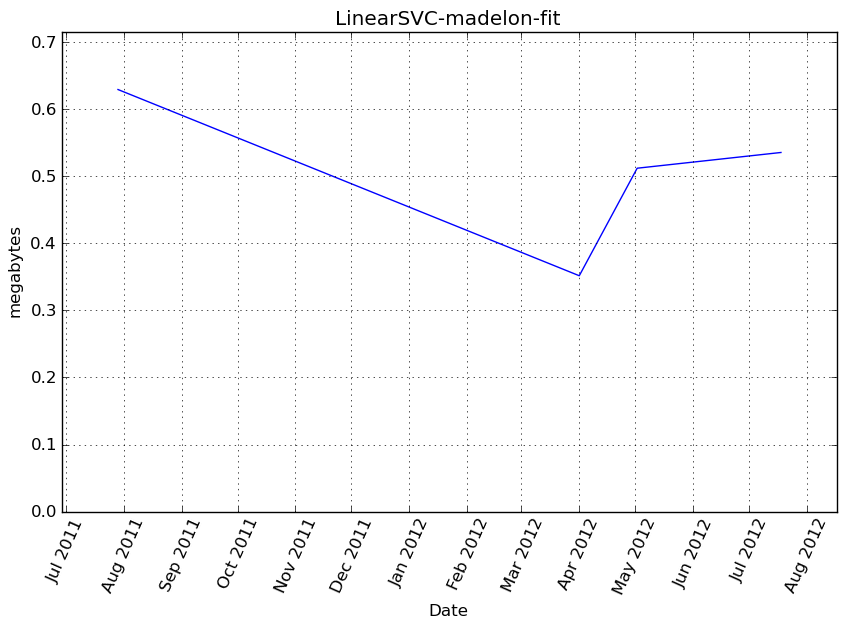 LinearSVC-madelon-fit
0.7
0.6
0.5
0.4
0.3
0.2
0.1
0.0
megabytes
Jul 2011
Aug 2011
Sep 2011
Oct 2011
Nov 2011
Dec 2011
Jan 2012
Feb 2012
Mar 2012
Apr 2012
May 2012
Jun 2012
Jul 2012
Aug 2012
Date